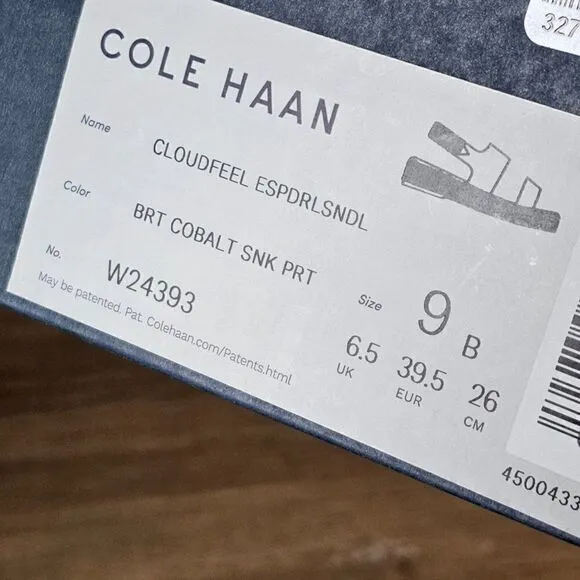 327
COLE HAAN
Name
CLOUDFEEL ESPDRLSNDL
Color
BRT COBALT SNK PRT
No.
W24393
May be patented. Pat. Colehaan.com/Patents.html
Size
9 B
6.5 39.5 26
UK EUR CM
4500433